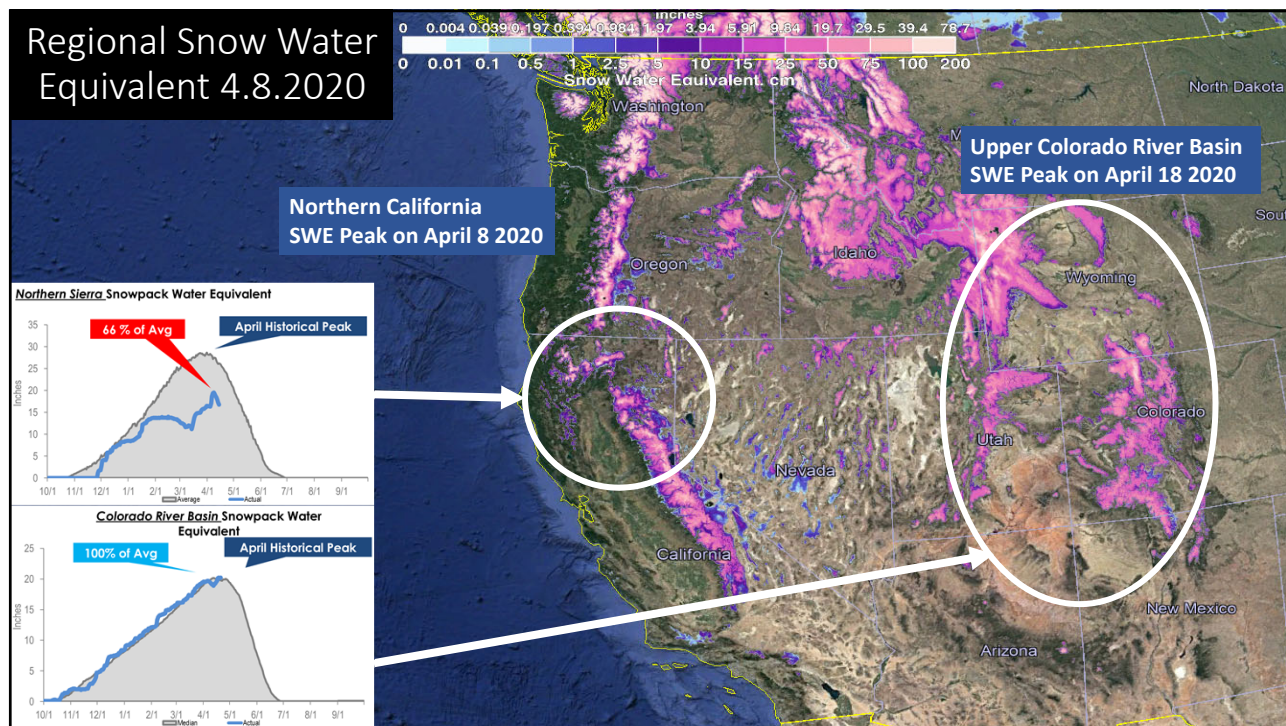 Regional Snow Water
Equivalent 4.8.2020
Inches
0 0.004 0.039 0.197 0.394 0.984 1.97 3.94 5.91 9.84 19.7 29.5 39.4 78.7
0 0.01 0.1 0.5 1 2.5 5 10 15 25 50 75 100 200
Snow Water Equivalent, cm
Washington
North Dakota
Upper Colorado River Basin
SWE Peak on April 18 2020
Northern California
SWE Peak on April 8 2020
Oregon
Idaho
Wyoming
Northern Sierra Snowpack Water Equivalent
66 % of Avg
April Historical Peak
35
30
25
20
15
10
5
0
Inches
10/1 11/1 12/1 1/1 2/1 3/1 4/1 5/1 6/1 7/1 8/1 9/1
Average Actual
Colorado River Basin Snowpack Water
Equivalent
100% of Avg
April Historical Peak
25
20
15
10
5
0
Inches
10/1 11/1 12/1 1/1 2/1 3/1 4/1 5/1 6/1 7/1 8/1 9/1
Median Actual
Utah
Colorado
Nevada
California
Arizona
New Mexico